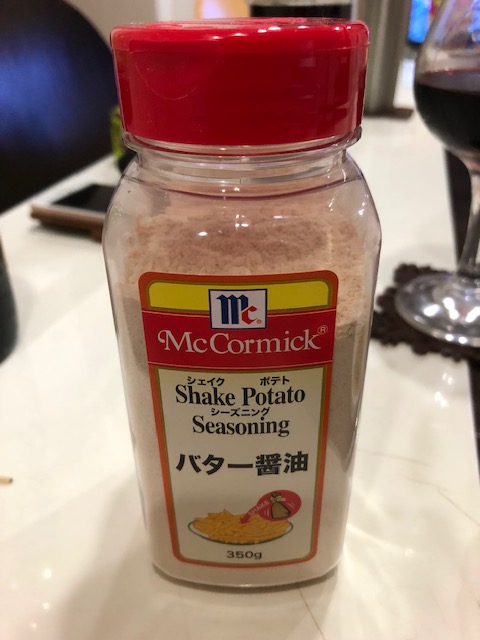 Mc
McCormick®
シェイク ポテト
Shake Potato
シーズニング
Seasoning
バター醤油
SHAKE
350g